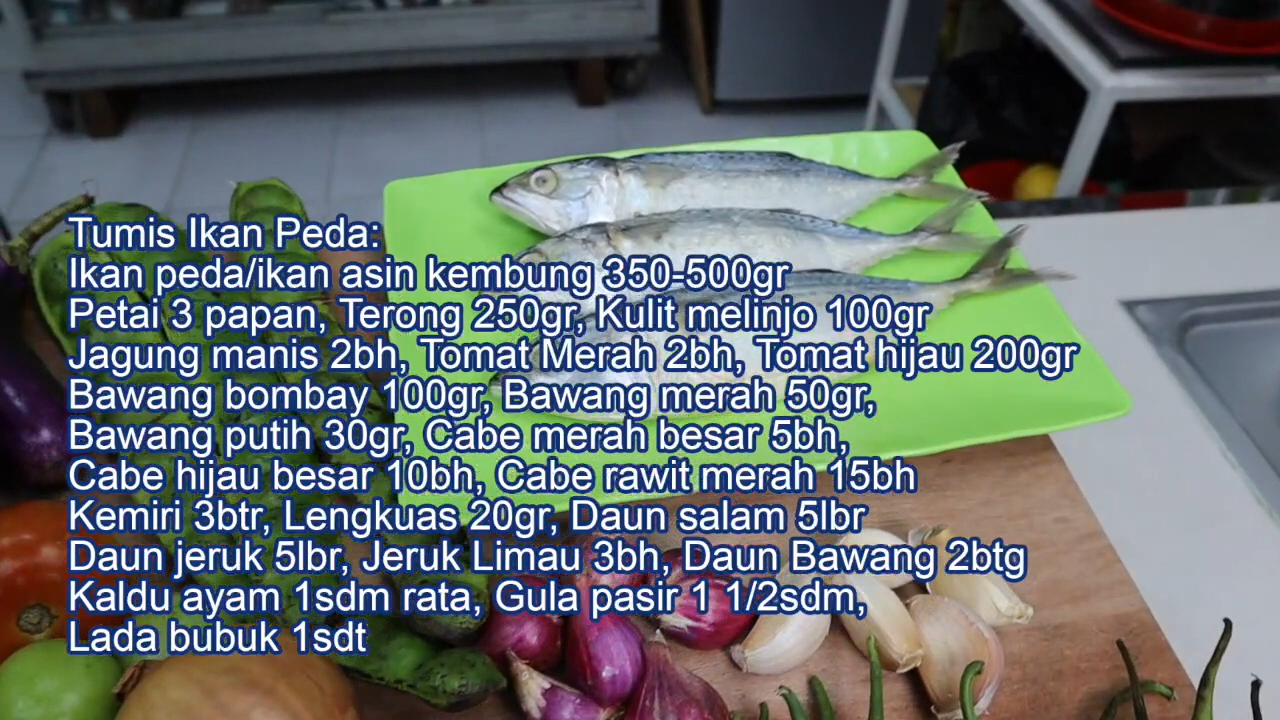 Tumis Ikan Peda:
Ikan peda/ikan asin kembung 350-500gr
Petai 3 papan, Terong 250gr, Kulit melinjo 100gr
Jagung manis 2bh, Tomat Merah 2bh, Tomat hijau 200gr
Bawang bombay 100gr, Bawang merah 50gr,
Bawang putih 30gr, Cabe merah besar 5bh,
Cabe hijau besar 10bh, Cabe rawit merah 15bh
Kemiri 3btr, Lengkuas 20gr, Daun salam 5lbr
Daun jeruk 5lbr, Jeruk Limau 3bh, Daun Bawang 2btg
Kaldu ayam 1sdm rata, Gula pasir 1 1/2sdm,
Lada bubuk 1sdt